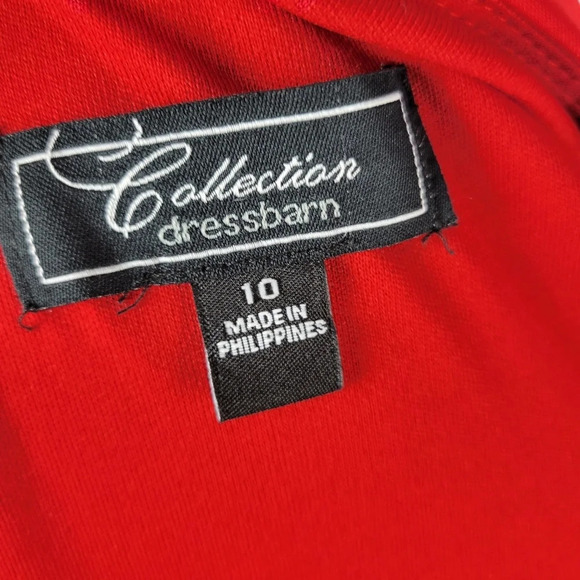 Collection
dressbarn
10
MADE IN
PHILIPPINES